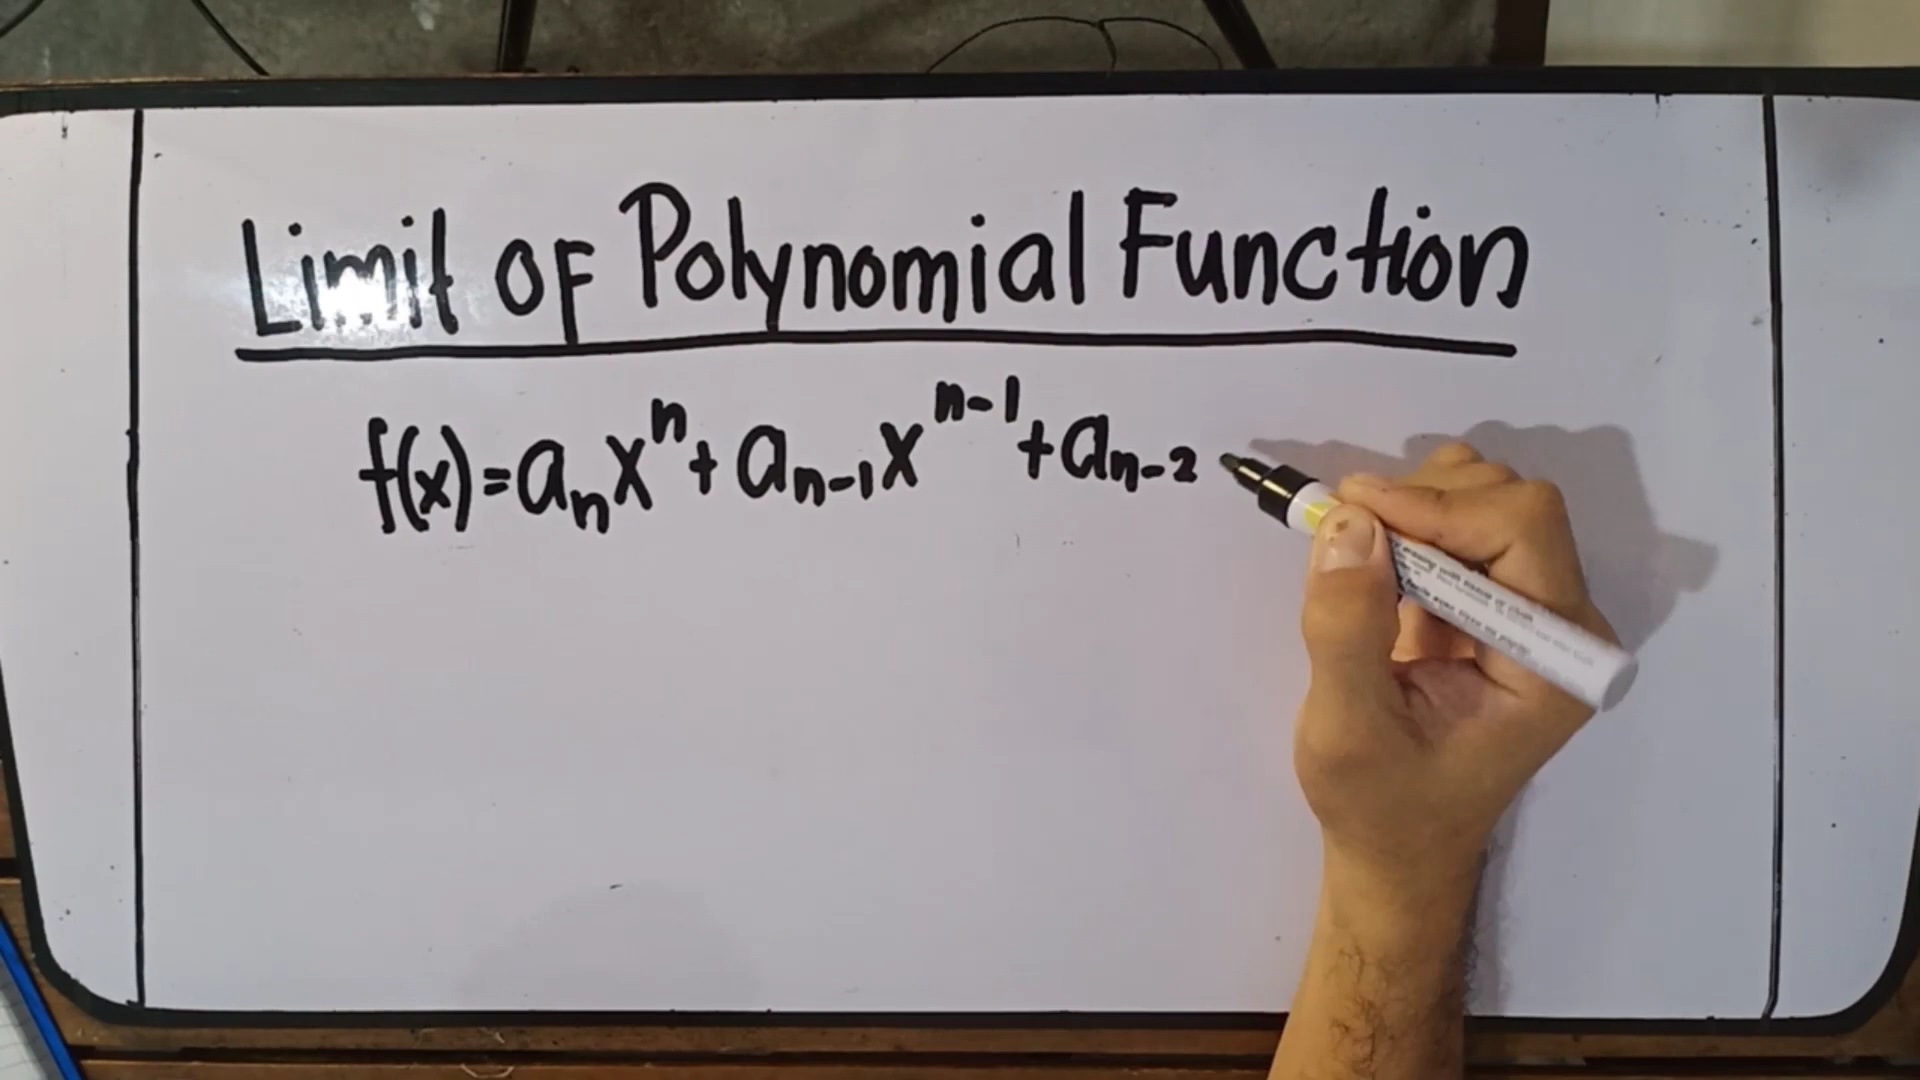 Limit of Polynomial Function
f(x) = aₙxⁿ + aₙ₋₁xⁿ⁻¹ + aₙ₋₂